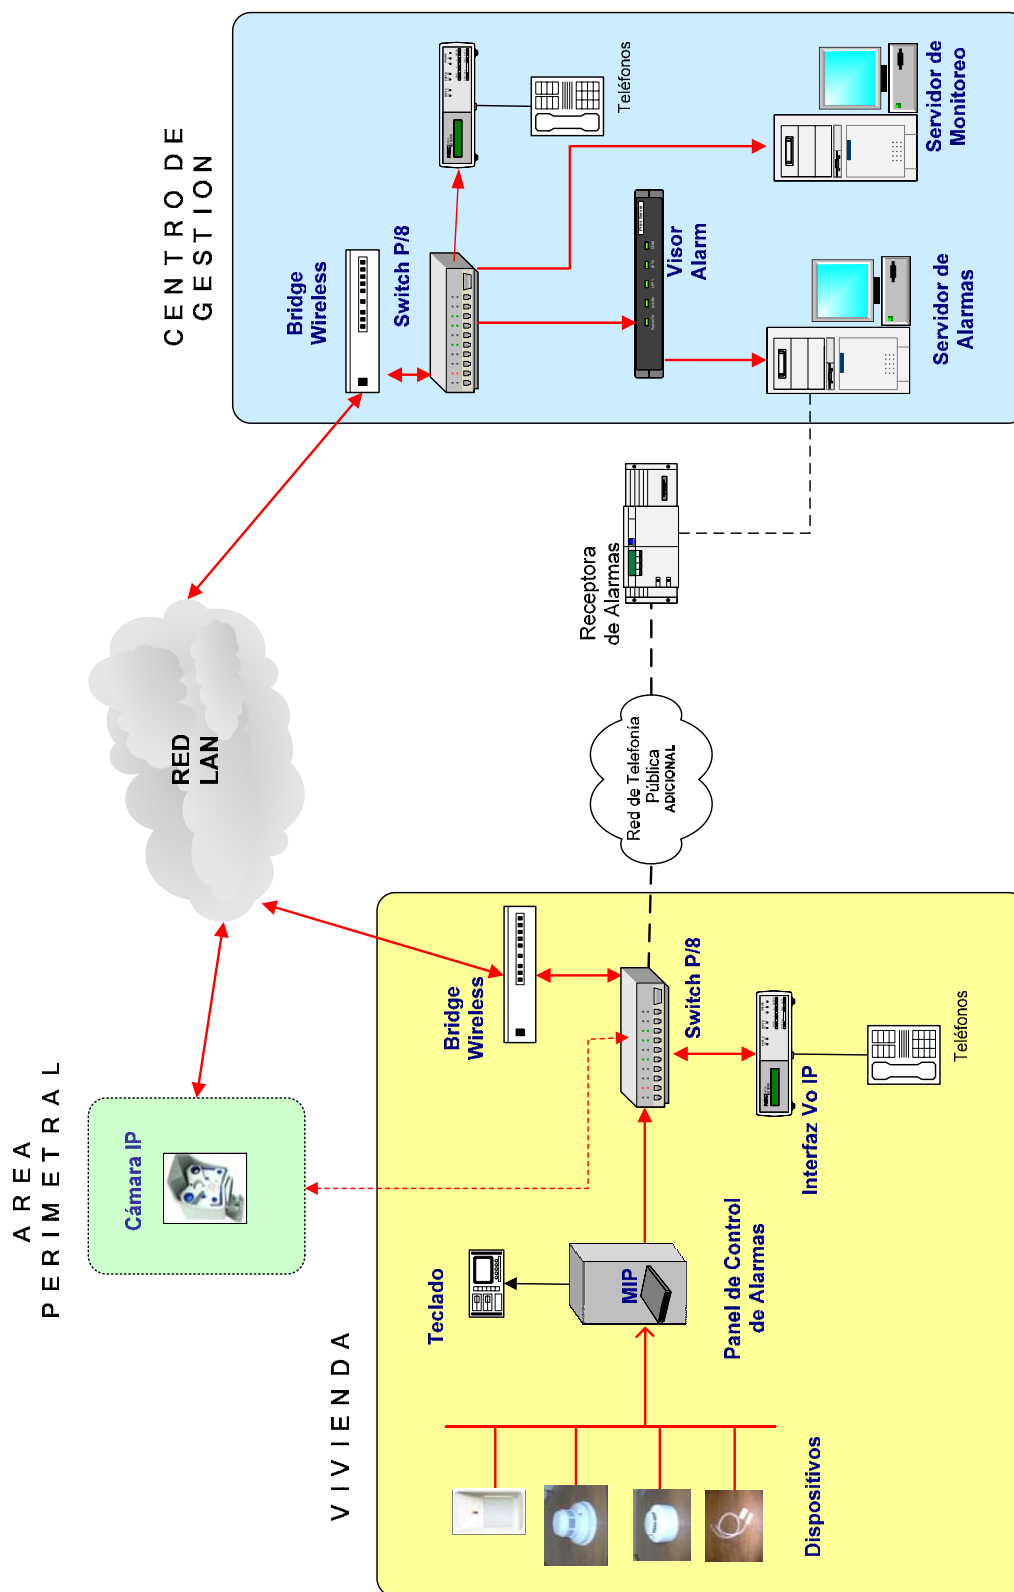 AREA
PERIMETRAL
Cámara IP
RED
LAN
CENTRO DE
GESTION
Bridge
Wireless
Switch P/8
Teléfonos
Visor
Alarm
Servidor de
Monitoreo
Servidor de
Alarmas
Receptora
de Alarmas
Red de Telefonía
Pública
ADICIONAL
VIVIENDA
Bridge
Wireless
Switch P/8
Teclado
MIP
Panel de Control
de Alarmas
Interfaz Vo IP
Teléfonos
Dispositivos